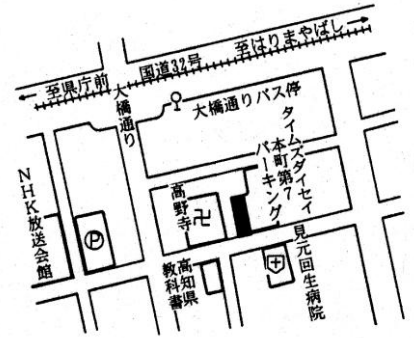 至はりまやばし
国道32号
至県庁前
大橋通り
大橋通りバス停
タイムズダイセイ
本町第7
パーキング
NHK放送会館
P
高野寺
卍
高知県
教科書
見元回生病院